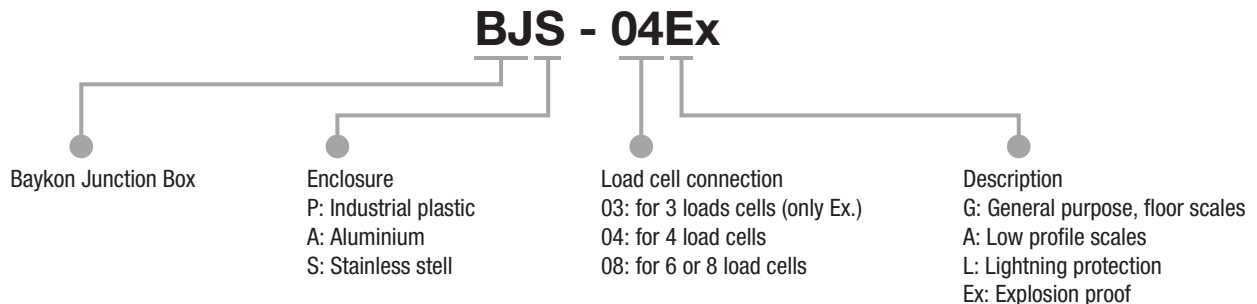 BJS - 04Ex
Baykon Junction Box
Enclosure
P: Industrial plastic
A: Aluminium
S: Stainless stell
Load cell connection
03: for 3 loads cells (only Ex.)
04: for 4 load cells
08: for 6 or 8 load cells
Description
G: General purpose, floor scales
A: Low profile scales
L: Lightning protection
Ex: Explosion proof